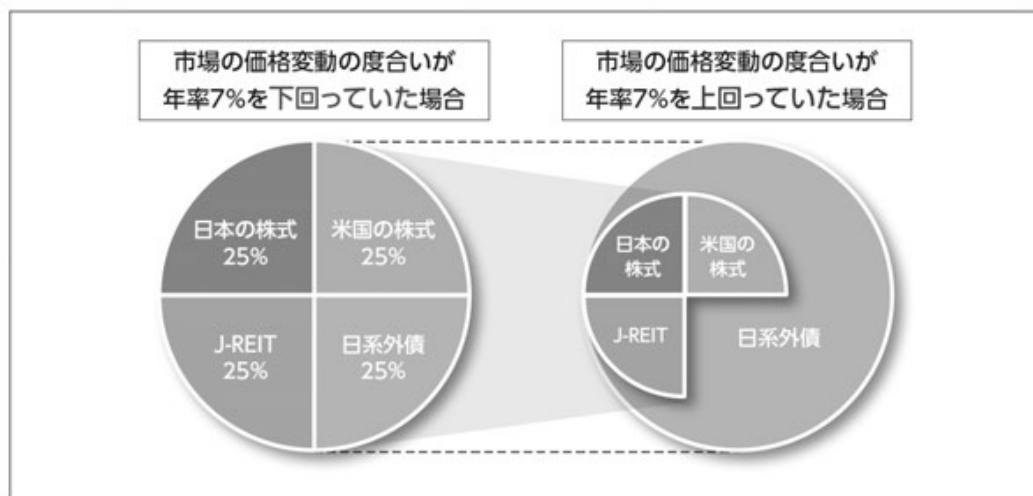 市場の価格変動の度合いが
年率7%を下回っていた場合
市場の価格変動の度合いが
年率7%を上回っていた場合
日本の株式
25%
米国の株式
25%
J-REIT
25%
日系外債
25%
日本の
株式
米国の
株式
J-REIT
日系外債